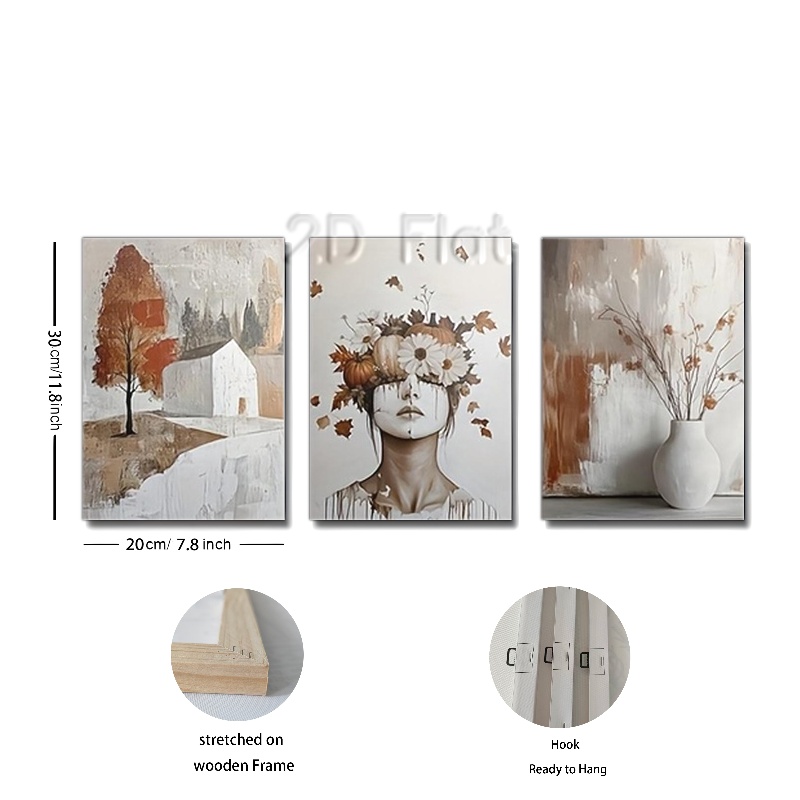 2D Flat
30cm/11.8inch
20cm/ 7.8 inch
stretched on
wooden Frame
Hook
Ready to Hang